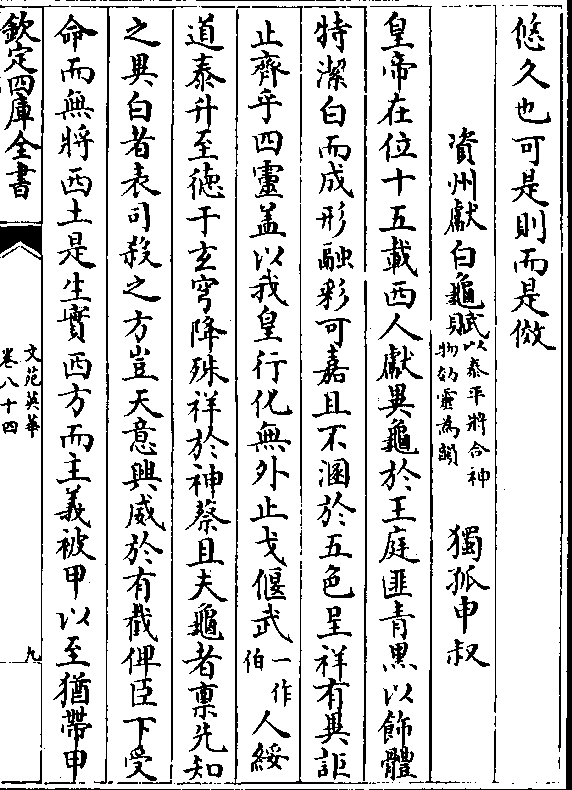 悠久也可是則而是傚
資州獻白龜賦以泰平將合神物効靈爲韻　獨孤申叔
皇帝在位十五載西人獻異龜於王庭匪青黒以飾體
特潔白而成形融彩可嘉且不溷於五色呈祥有異詎
止齊乎四靈盖以我皇行化無外止戈偃武一作伯人綏
道泰升至德于玄穹降殊祥於神蔡且夫龜者禀先知
之異白者表司殺之方豈天意興威於有截俾臣下受
命而無將西土是生實西方而主義被甲以至猶帶甲
欽定四庫全書
文苑英華
卷八十四
九